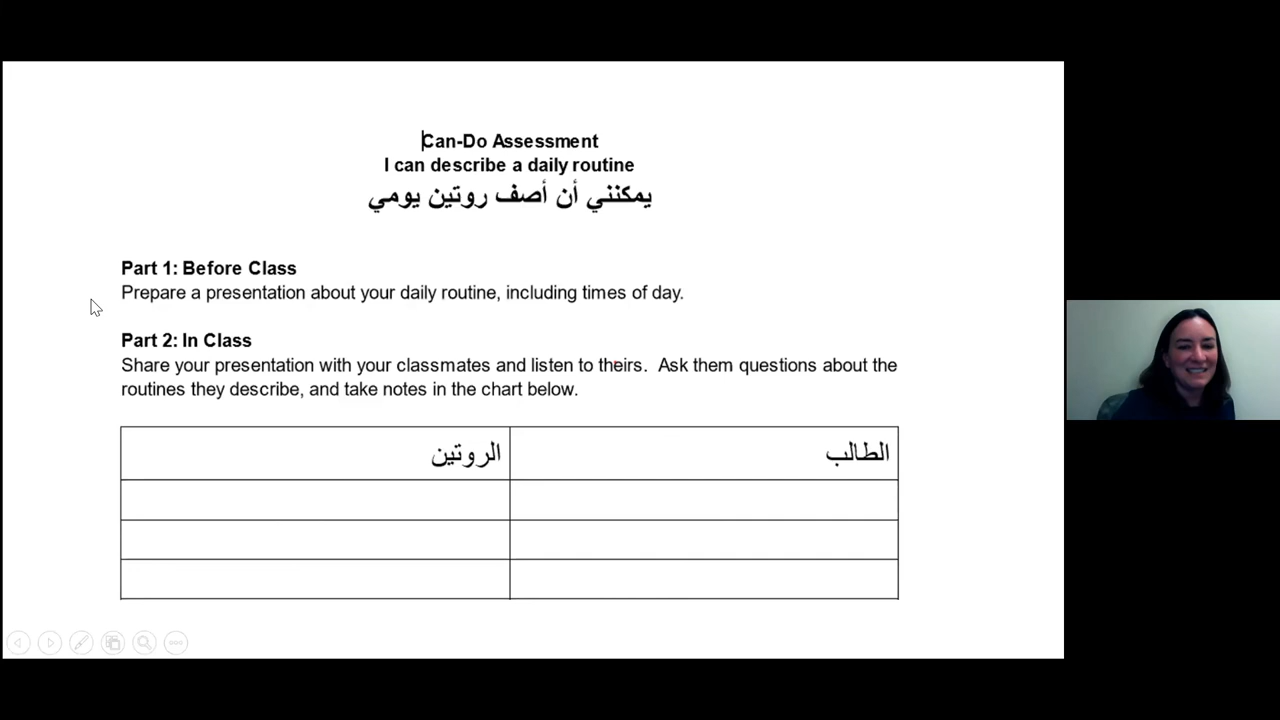 Can-Do Assessment
I can describe a daily routine
يمكنني أن أصف روتين يومي
Part 1: Before Class
Prepare a presentation about your daily routine, including times of day.
Part 2: In Class
Share your presentation with your classmates and listen to theirs.  Ask them questions about the
routines they describe, and take notes in the chart below.
الطالب
الروتين